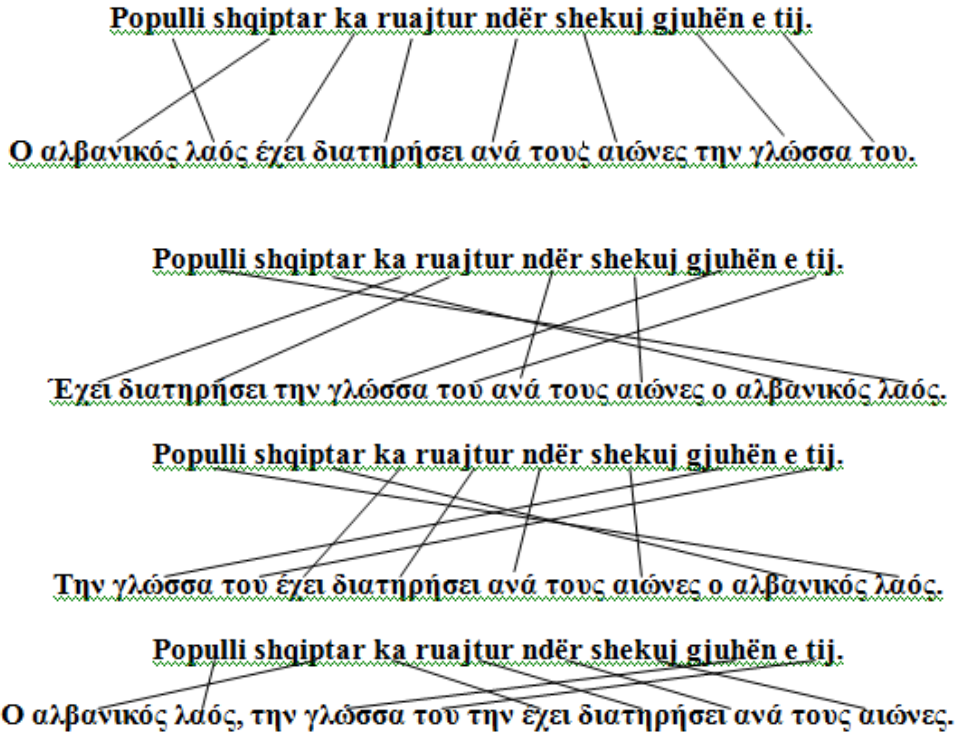 Populli shqiptar ka ruajtur ndër shekuj gjuhën e tij.
Ο αλβανικός λαός έχει διατηρήσει ανά τους αιώνες την γλώσσα του.
Populli shqiptar ka ruajtur ndër shekuj gjuhën e tij.
Έχει διατηρήσει την γλώσσα του ανά τους αιώνες ο αλβανικός λαός.
Populli shqiptar ka ruajtur ndër shekuj gjuhën e tij.
Την γλώσσα του έχει διατηρήσει ανά τους αιώνες ο αλβανικός λαός.
Populli shqiptar ka ruajtur ndër shekuj gjuhën e tij.
Ο αλβανικός λαός, την γλώσσα του την έχει διατηρήσει ανά τους αιώνες.